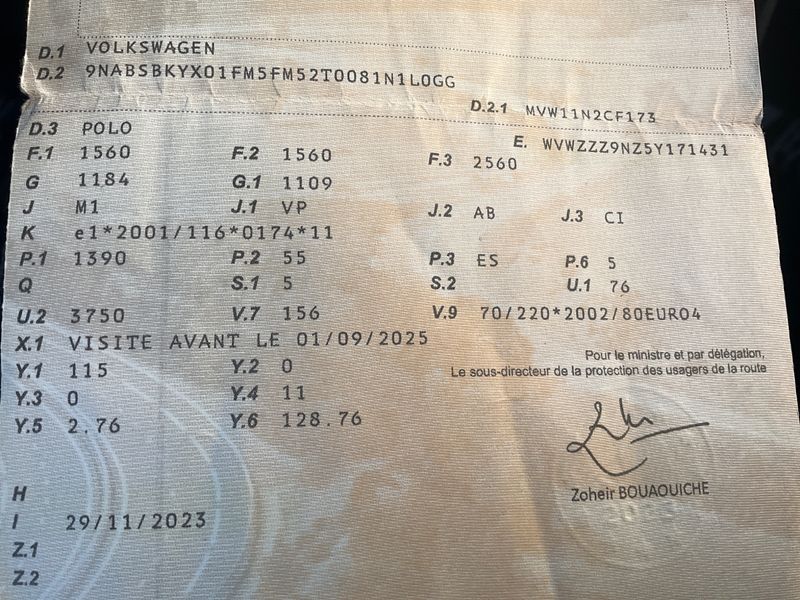 D.1 VOLKSWAGEN
D.2 9NABSBKYX01FM5FM52T0081N1L0GG
D.2.1 MVW11N2CF173
D.3 POLO
E. WVWZZZ9NZ5Y171431
F.1 1560 F.2 1560 F.3 2560
G 1184 G.1 1109
J M1 J.1 VP J.2 AB J.3 CI
K e1*2001/116*0174*11
P.1 1390 P.2 55 P.3 ES P.6 5
Q S.1 5 S.2 U.1 76
U.2 3750 V.7 156 V.9 70/220*2002/80EURO4
X.1 VISITE AVANT LE 01/09/2025
Y.1 115 Y.2 0
Y.3 0 Y.4 11
Y.5 2.76 Y.6 128.76
Pour le ministre et par délégation,
Le sous-directeur de la protection des usagers de la route
Zoheir BOUAOUICHE
H
I 29/11/2023
Z.1
Z.2